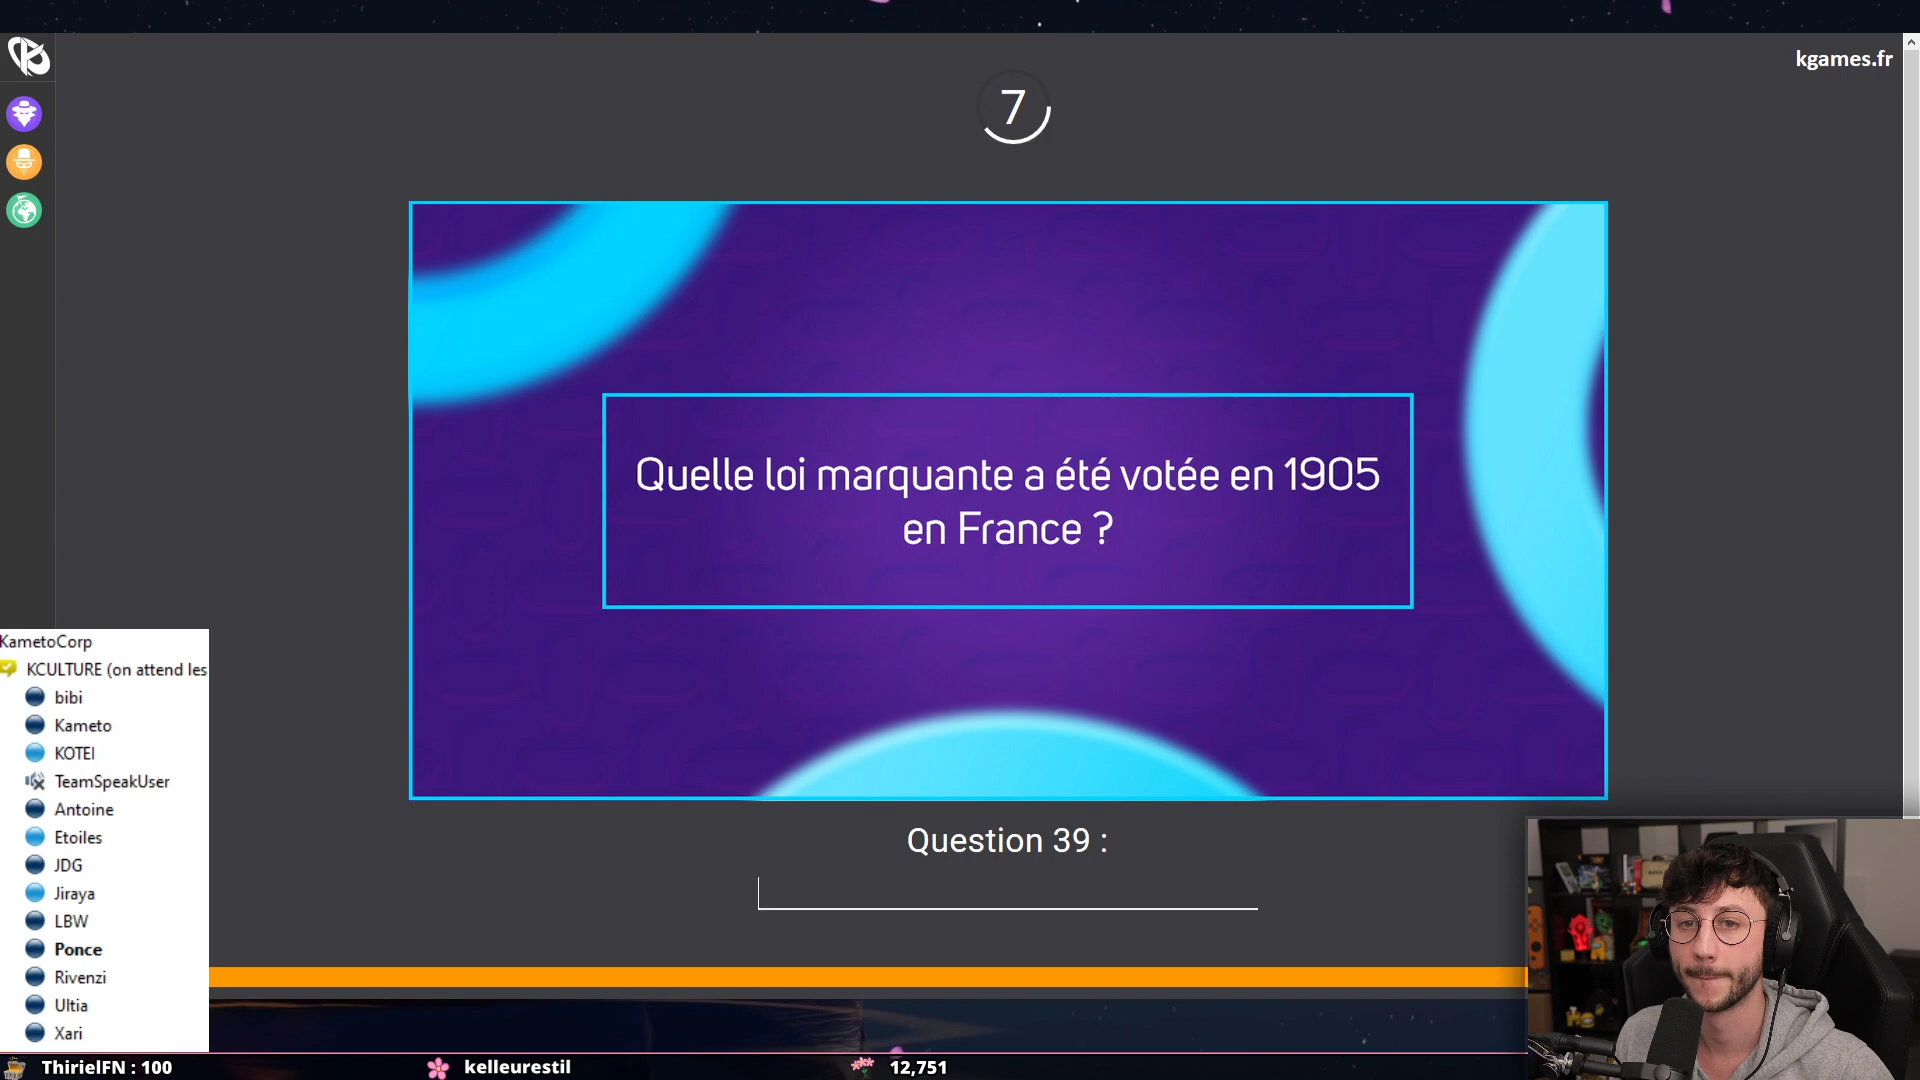 kgames.fr
7
Quelle loi marquante a été votée en 1905
en France ?
Question 39 :
KametoCorp
KCULTURE (on attend les
bibi
Kameto
KOTEI
TeamSpeakUser
Antoine
Etoiles
JDG
Jiraya
LBW
Ponce
Rivenzi
Ultia
Xari
ThirielFN : 100
kelleurestil
12,751